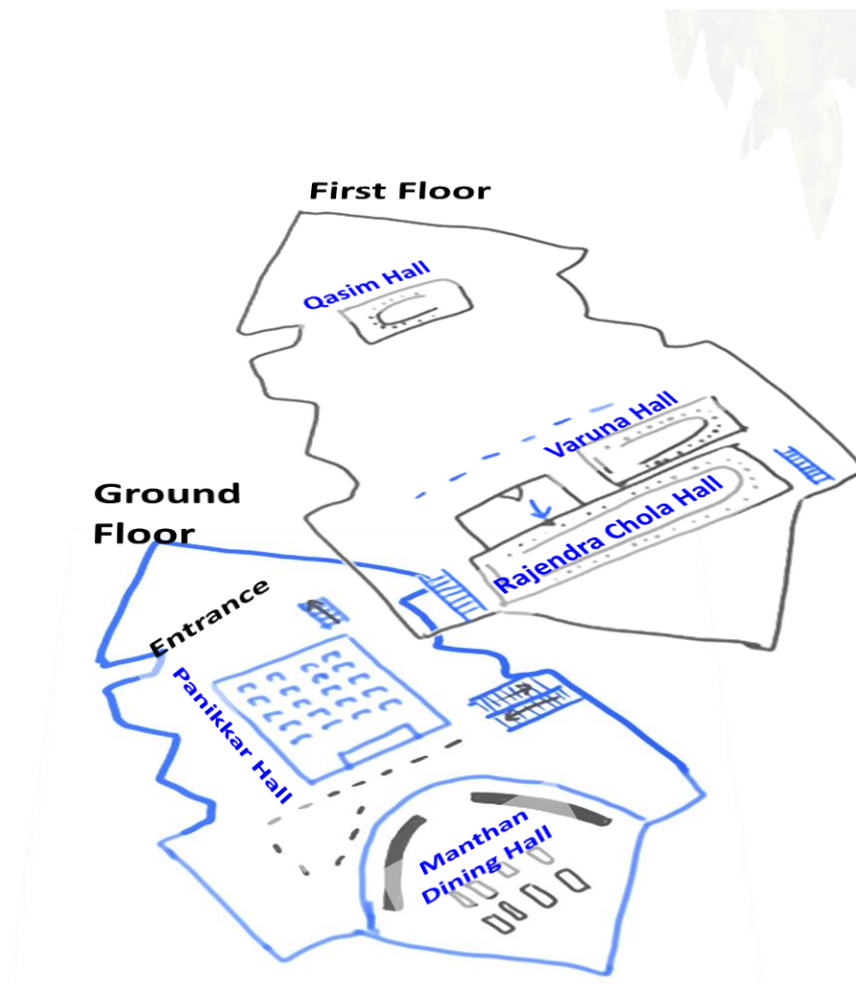 First Floor
Qasim Hall
Varuna Hall
Rajendra Chola Hall
Ground
Floor
Entrance
Panikkar Hall
Manthan
Dining Hall